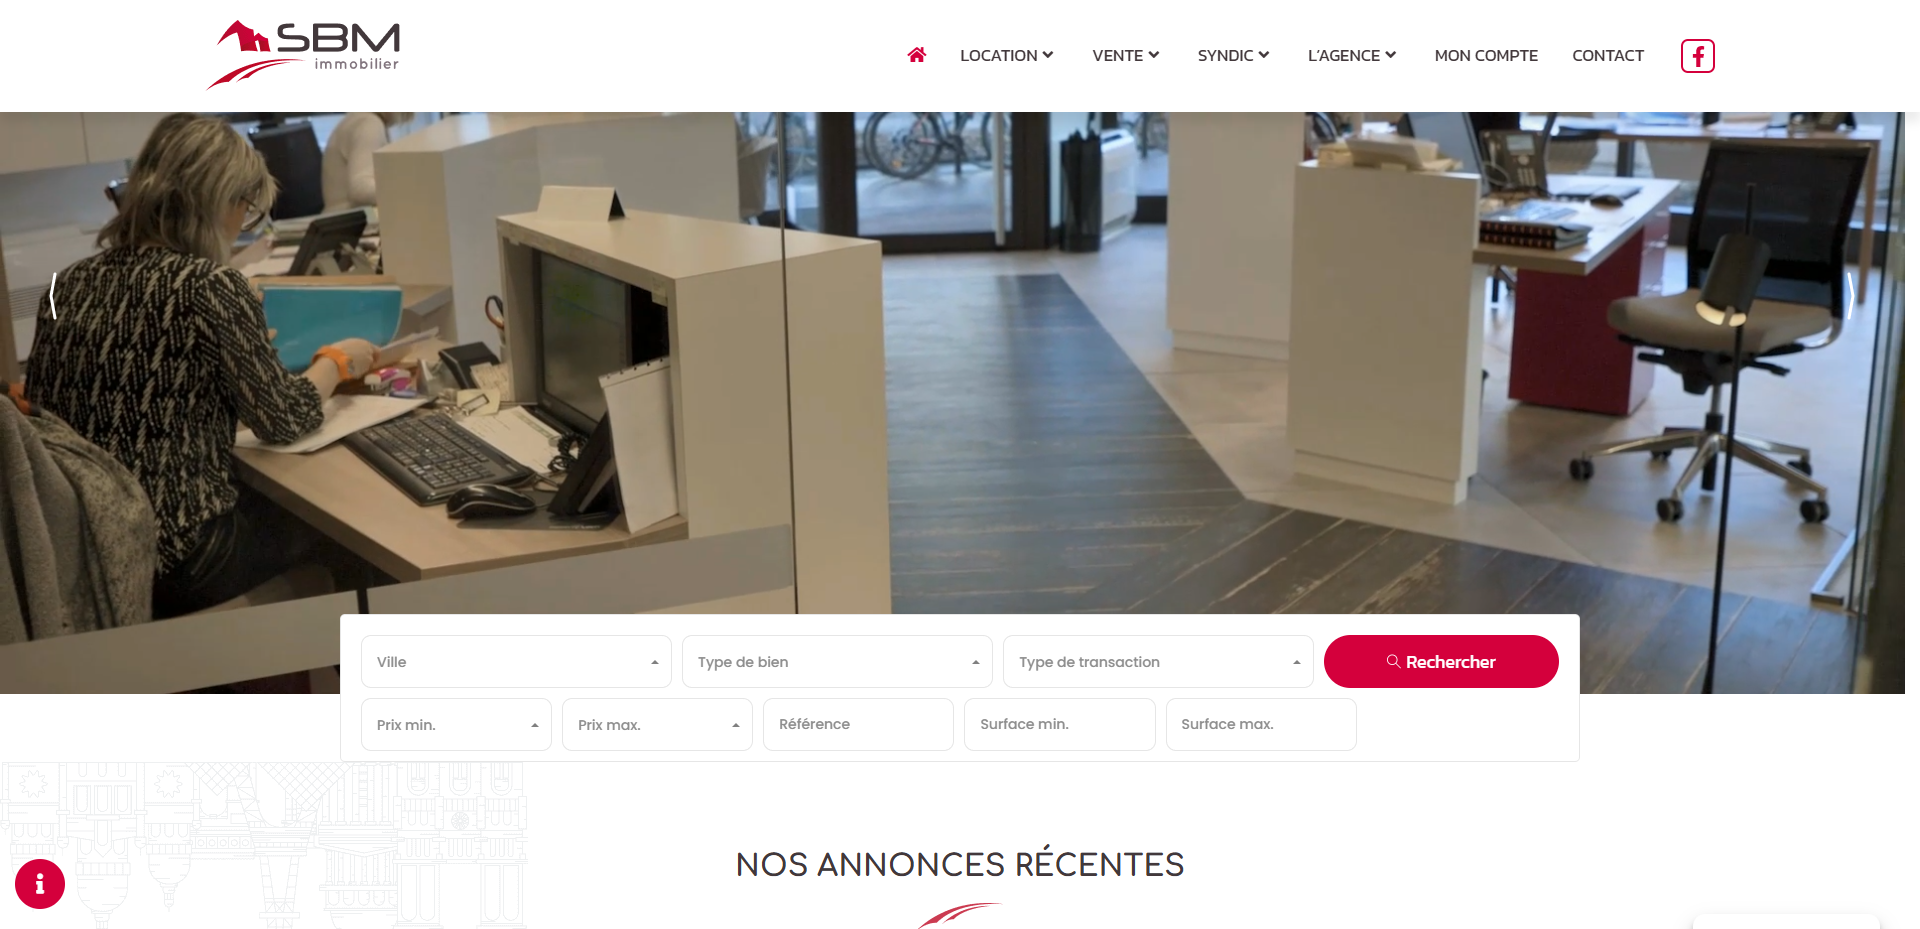 SBM
immobilier
LOCATION
VENTE
SYNDIC
L'AGENCE
MON COMPTE
CONTACT
Ville
Type de bien
Type de transaction
Rechercher
Prix min.
Prix max.
Référence
Surface min.
Surface max.
NOS ANNONCES RÉCENTES